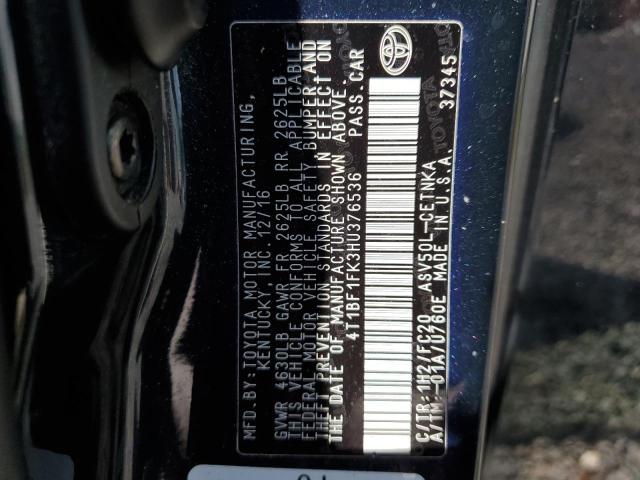 MFD.BY:TOYOTA MOTOR MANUFACTURING,
KENTUCKY, INC. 12/16
GVWR 4630LB GAWR FR 2625LB RR 2625LB
THIS VEHICLE CONFORMS TO ALL APPLICABLE
FEDERAL MOTOR VEHICLE SAFETY, BUMPER, AND
THEFT PREVENTION STANDARDS IN EFFECT ON
THE DATE OF MANUFACTURE SHOWN ABOVE.
4T1BF1FK3HU376536 PASS.CAR
C/TR:1H2/FC20 ASV50L-CETNKA 37345
A/TM:-01A/U760E MADE IN U.S.A.
TOYOTA